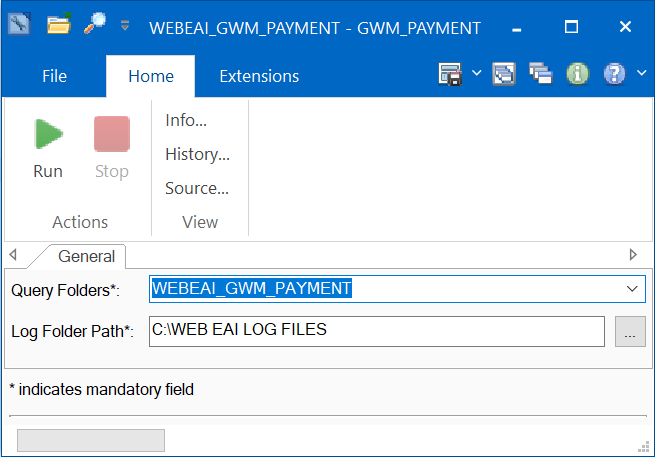 WEBEAI_GWM_PAYMENT - GWM_PAYMENT
File Home Extensions
Run Stop
Actions
Info...
History...
Source...
View
General
Query Folders*: WEBEAI_GWM_PAYMENT
Log Folder Path*: C:\WEB EAI LOG FILES ...
* indicates mandatory field